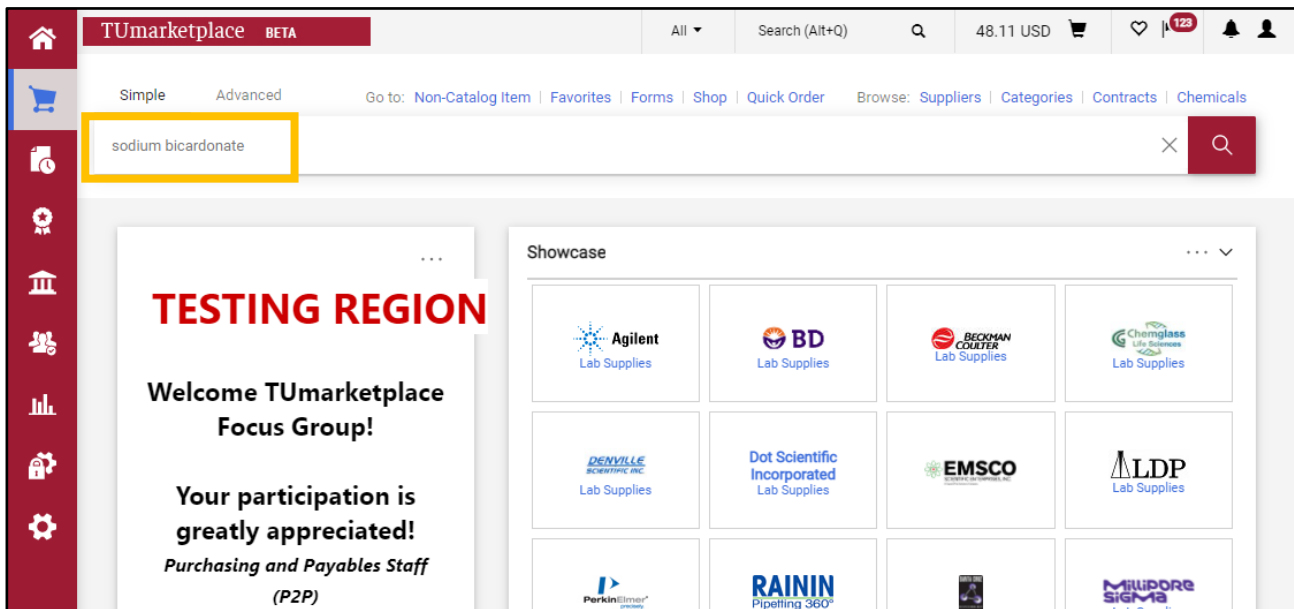 TUmarketplace BETA
All Search (Alt+Q) 48.11 USD 123
Simple Advanced Go to: Non-Catalog Item | Favorites | Forms | Shop | Quick Order Browse: Suppliers | Categories | Contracts | Chemicals
sodium bicardonate
...
TESTING REGION
Welcome TUmarketplace
Focus Group!
Your participation is
greatly appreciated!
Purchasing and Payables Staff
(P2P)
Showcase ...
Agilent
Lab Supplies
BD
Lab Supplies
BECKMAN
COULTER
Lab Supplies
Chemglass
Life Sciences
Lab Supplies
DENVILLE
SCIENTIFIC INC.
Lab Supplies
Dot Scientific
Incorporated
Lab Supplies
EMSCO
LDP
Lab Supplies
PerkinElmer
precisely
RAININ
Pipetting 360°
MILLIPORE
SIGMA